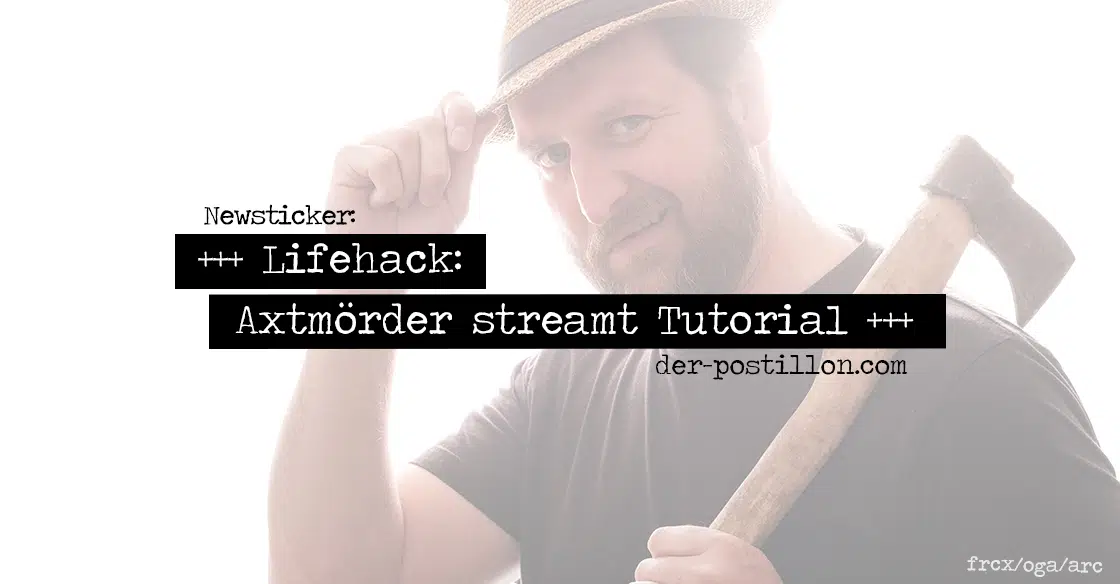 Newsticker:
+++ Lifehack:
Axtmörder streamt Tutorial +++
der-postillon.com
frcx/oga/arc